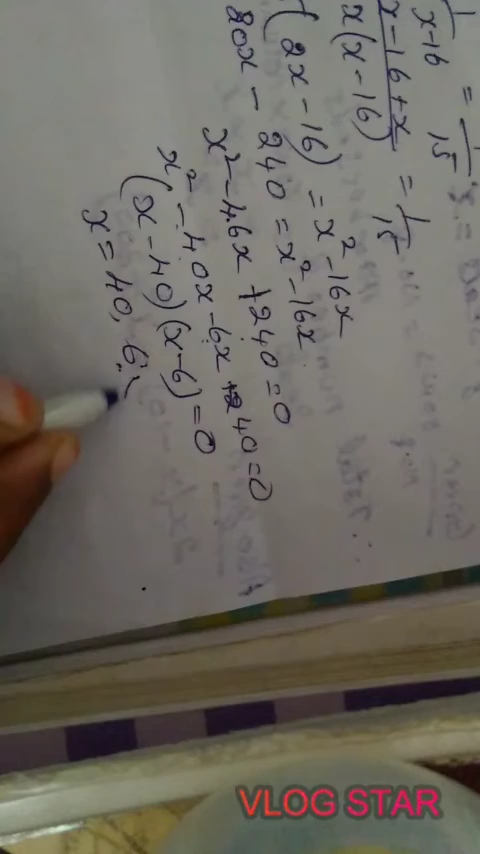 1/x-16 = 1/15
x-16+x/x(x-16) = 1/15
(2x-16) = x²-16x
80x - 240 = x²-16x
x²-46x+240=0
x²-40x-6x+240=0
(x-40)(x-6)=0
x=40, 6
VLOG STAR